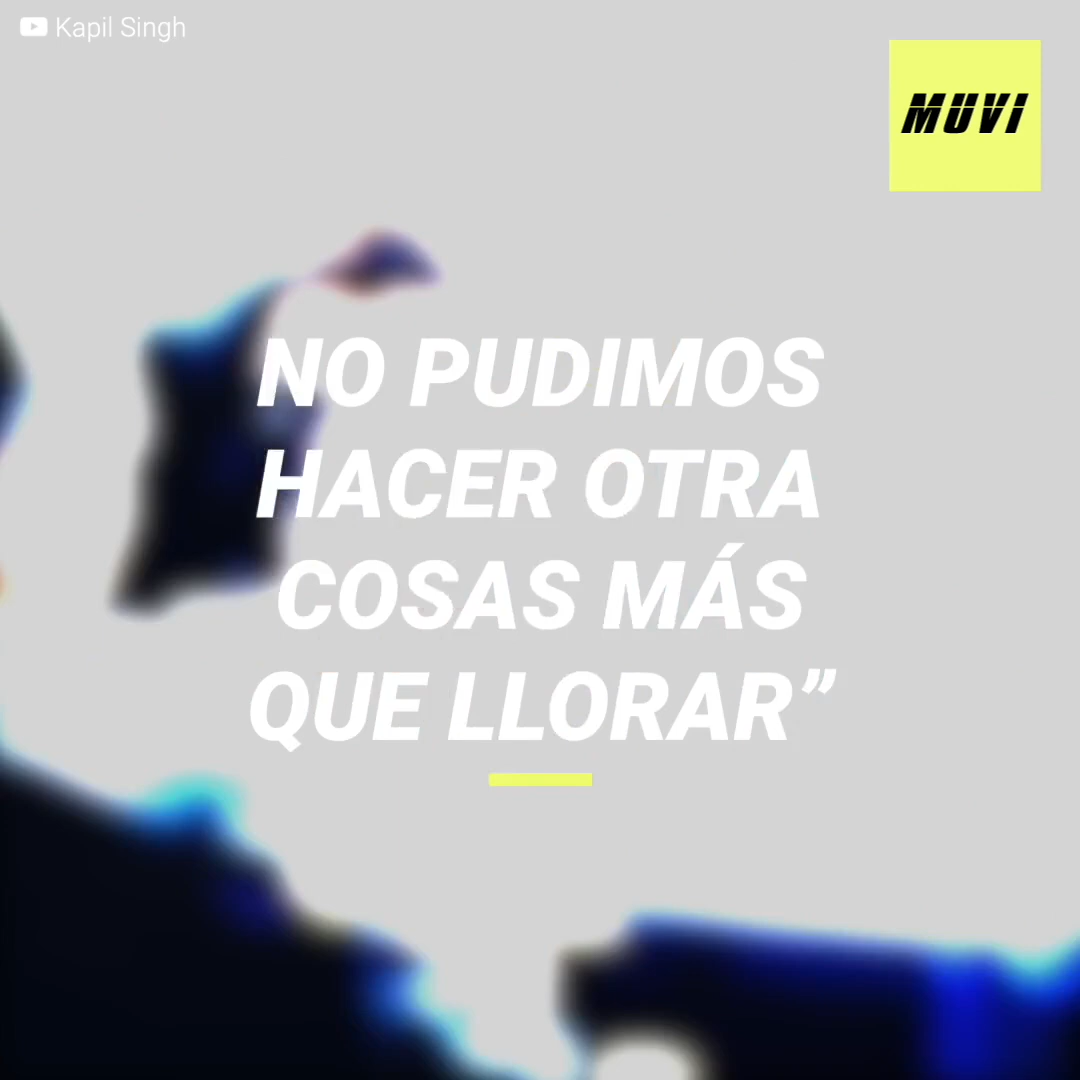 Kapil Singh
MUVI
NO PUDIMOS
HACER OTRA
COSAS MÁS
QUE LLORAR”